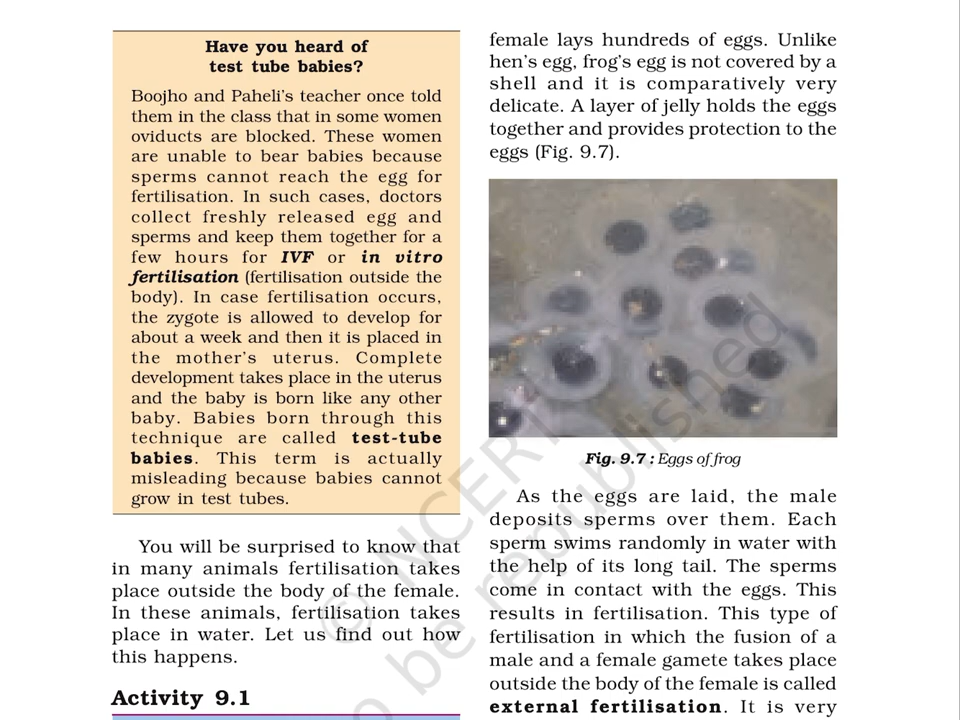 Have you heard of
test tube babies?
Boojho and Paheli's teacher once told
them in the class that in some women
oviducts are blocked. These women
are unable to bear babies because
sperms cannot reach the egg for
fertilisation. In such cases, doctors
collect freshly released egg and
sperms and keep them together for a
few hours for IVF or in vitro
fertilisation (fertilisation outside the
body). In case fertilisation occurs,
the zygote is allowed to develop for
about a week and then it is placed in
the mother's uterus. Complete
development takes place in the uterus
and the baby is born like any other
baby. Babies born through this
technique are called test-tube
babies. This term is actually
misleading because babies cannot
grow in test tubes.
You will be surprised to know that
in many animals fertilisation takes
place outside the body of the female.
In these animals, fertilisation takes
place in water. Let us find out how
this happens.
Activity 9.1
female lays hundreds of eggs. Unlike
hen's egg, frog's egg is not covered by a
shell and it is comparatively very
delicate. A layer of jelly holds the eggs
together and provides protection to the
eggs (Fig. 9.7).
Fig. 9.7 : Eggs of frog
As the eggs are laid, the male
deposits sperms over them. Each
sperm swims randomly in water with
the help of its long tail. The sperms
come in contact with the eggs. This
results in fertilisation. This type of
fertilisation in which the fusion of a
male and a female gamete takes place
outside the body of the female is called
external fertilisation. It is very
© NCERT
o be republished